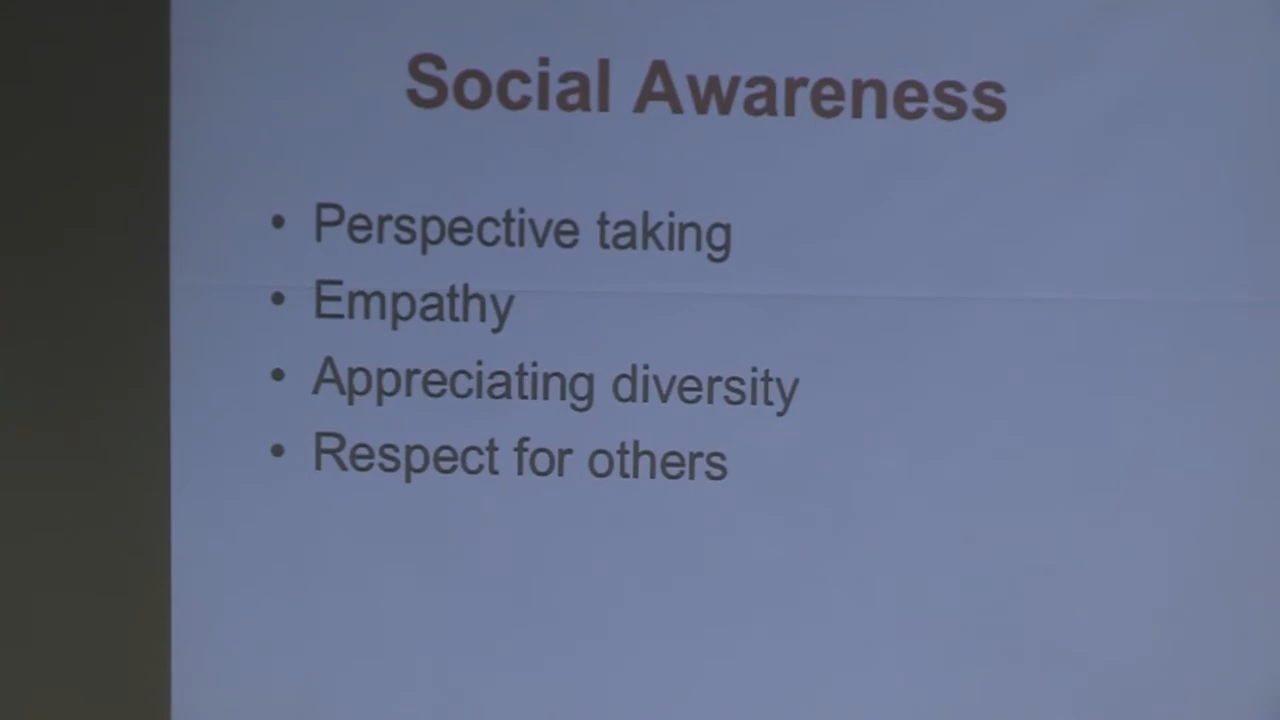 Social Awareness
• Perspective taking
• Empathy
• Appreciating diversity
• Respect for others